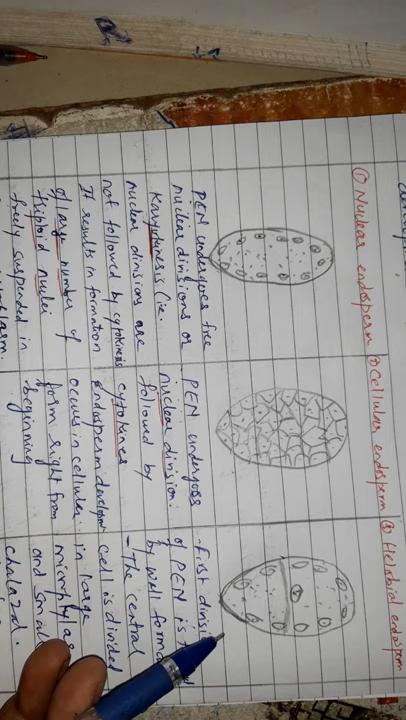 ① Nuclear endosperm
PEN undergoes free
nuclear divisions or
Karyokinesis (i.e.
nuclear divisions are
not followed by cytokinesis
It results in formation
of large number of
triploid nuclei
freely suspended in
② Cellular endosperm
PEN undergoes
nuclear division.
followed by
cytokines
endosperm develop
occurs in cellular
form right from
beginning
③ Helobial endosperm
- First divisi
of PEN is
by wall forma
- The central
cell is divided
in large
micropylar
and small
chalazal.